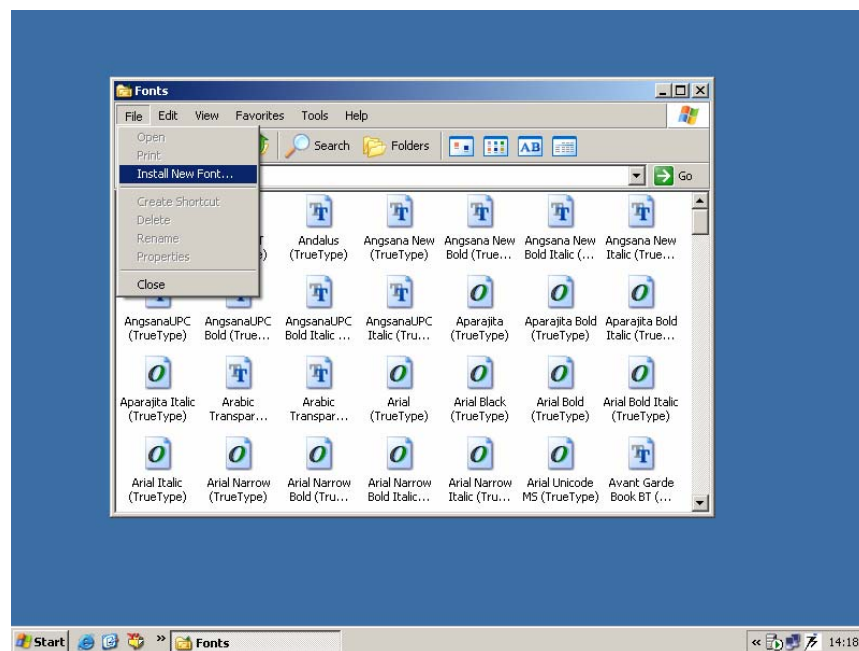 Fonts
File Edit View Favorites Tools Help
Open
Print
Install New Font...
Create Shortcut
Delete
Rename
Properties
Close
Search Folders
Go
Andalus Angsana New Angsana New Angsana New Angsana New
(TrueType) (TrueType) Bold (True... Bold Italic (... Italic (True...
AngsanaUPC AngsanaUPC AngsanaUPC AngsanaUPC Aparajita Aparajita Bold Aparajita Bold
(TrueType) Bold (True... Bold Italic ... Italic (Tru... (TrueType) (TrueType) Italic (True...
Aparajita Italic Arabic Arabic Arial Arial Black Arial Bold Arial Bold Italic
(TrueType) Transpar... Transpar... (TrueType) (TrueType) (TrueType) (TrueType)
Arial Italic Arial Narrow Arial Narrow Arial Narrow Arial Narrow Arial Unicode Avant Garde
(TrueType) (TrueType) Bold (Tru... Bold Italic... Italic (Tru... MS (TrueType) Book BT (...
Start » Fonts « 14:18